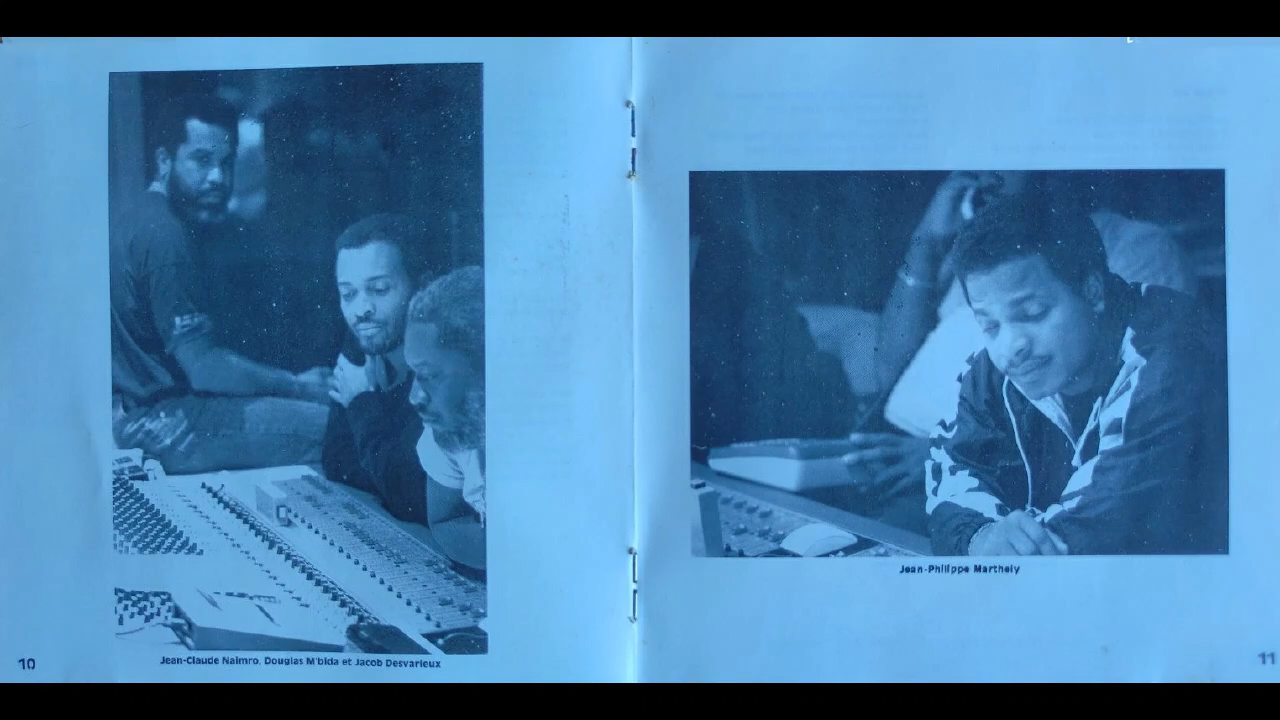 Jean-Claude Naimro, Douglas M'bida et Jacob Desvarieux
10
Jean-Philippe Marthely
11